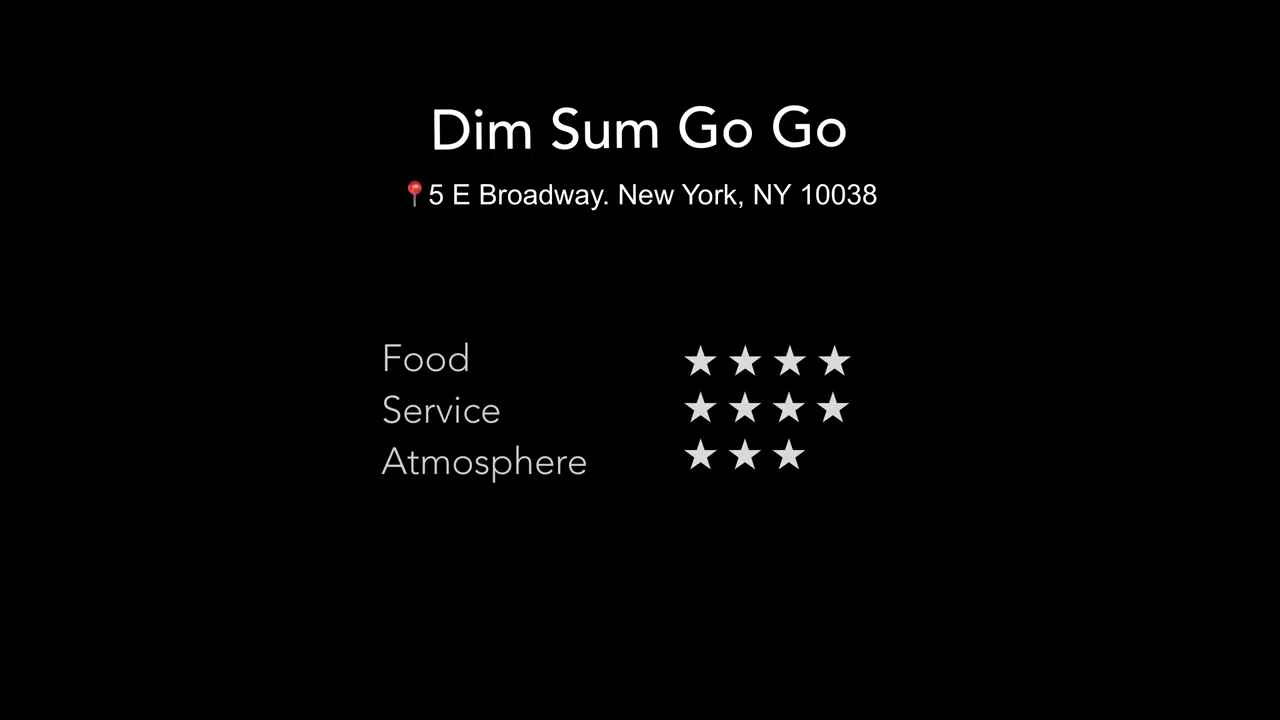 Dim Sum Go Go
📍5 E Broadway. New York, NY 10038
Food ★ ★ ★ ★
Service ★ ★ ★ ★
Atmosphere ★ ★ ★